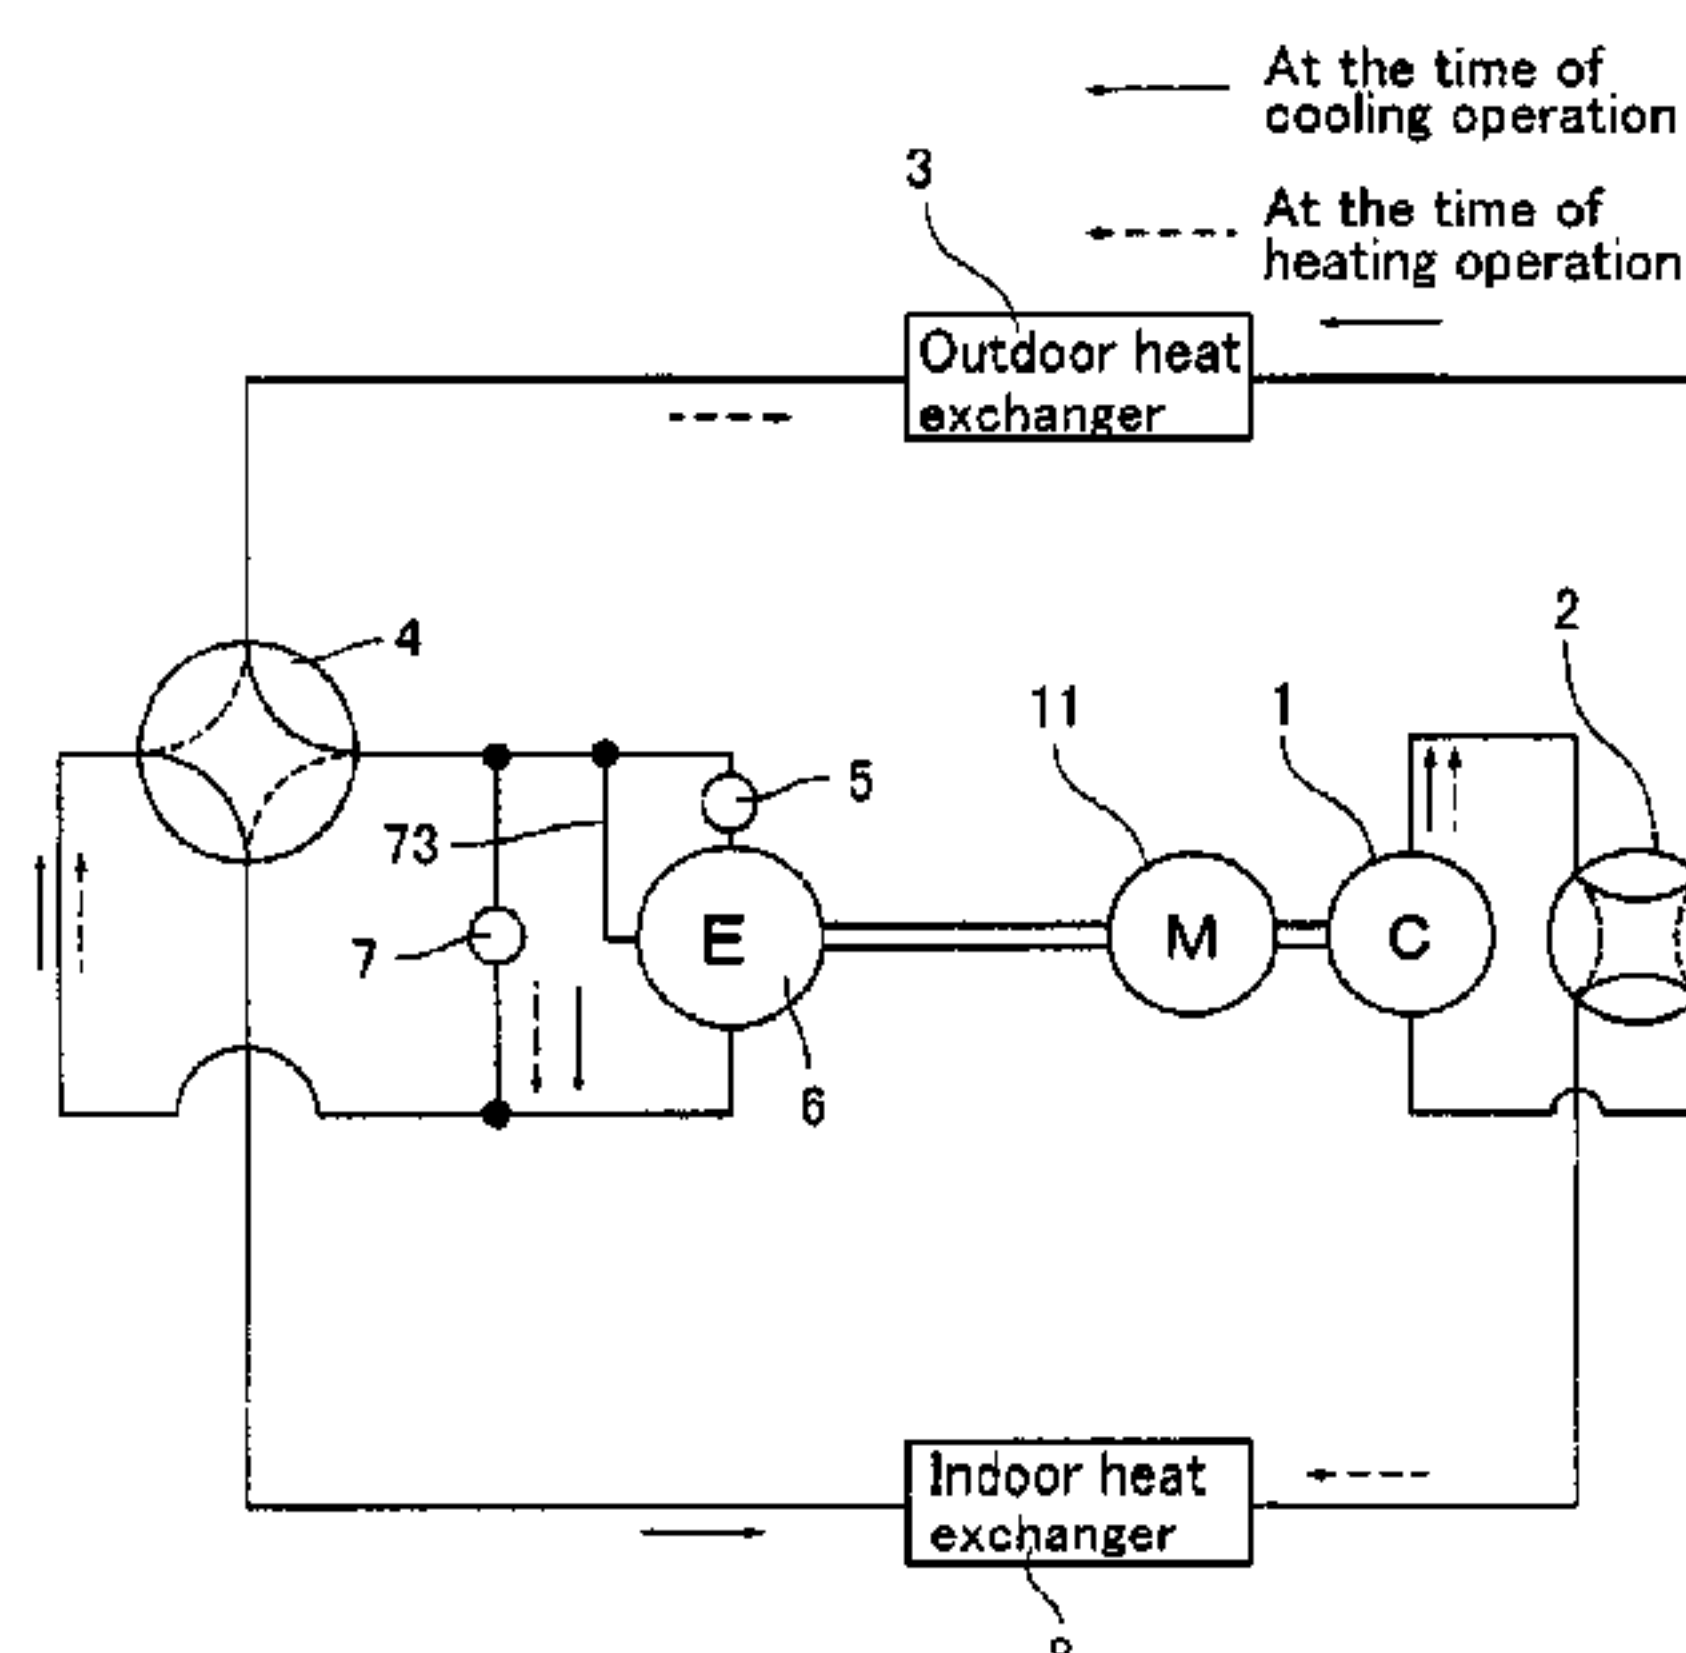 At the time of
cooling operation
3
At the time of
heating operation
Outdoor heat
exchanger
4
2
11
1
5
73
E
M
C
7
6
Indoor heat
exchanger